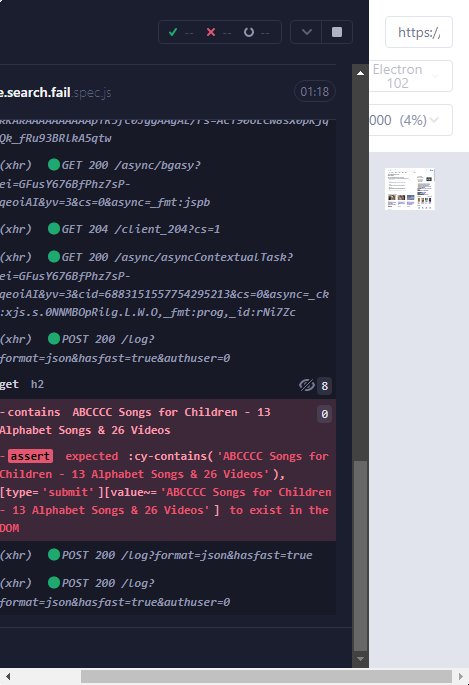 -- -- --
https://
e.search.fail.spec.js
01:18
Electron
102
000 (4%)
Qk_fRu93BRlkA5qtw
(xhr) GET 200 /async/bgasy?
ei=GFusY676BfPhz7sP-
qeoiAI&yv=3&cs=0&async=_fmt:jspb
(xhr) GET 204 /client_204?cs=1
(xhr) GET 200 /async/asyncContextualTask?
ei=GFusY676BfPhz7sP-
qeoiAI&yv=3&cid=6883151557754295213&cs=0&async=_ck
:xjs.s.0NNMBOpRilg.L.W.O,_fmt:prog,_id:rNi7Zc
(xhr) POST 200 /log?
format=json&hasfast=true&authuser=0
get h2 8
-contains ABCCCC Songs for Children - 13 0
Alphabet Songs & 26 Videos
-assert expected :cy-contains('ABCCCC Songs for
Children - 13 Alphabet Songs & 26 Videos'),
[type='submit'][value~='ABCCCC Songs for Children
- 13 Alphabet Songs & 26 Videos'] to exist in the
DOM
(xhr) POST 200 /log?format=json&hasfast=true
(xhr) POST 200 /log?
format=json&hasfast=true&authuser=0